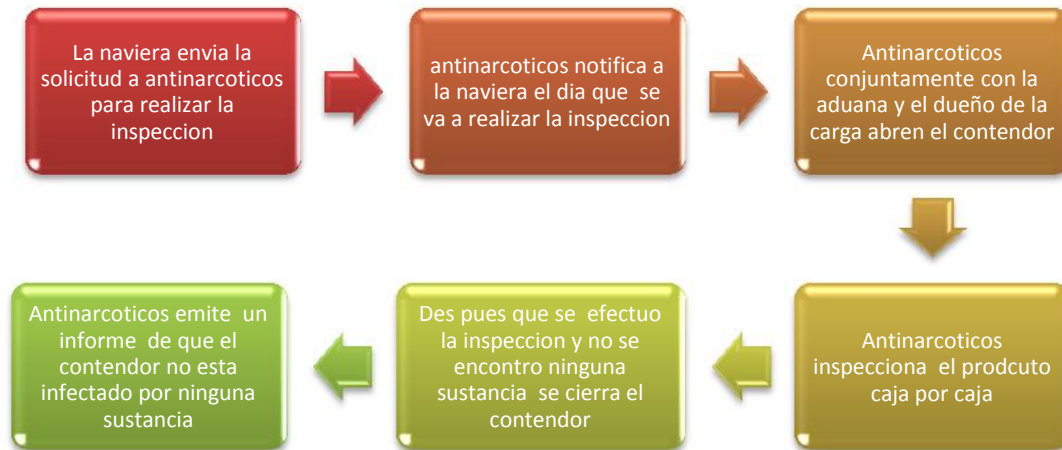 La naviera envia la
solicitud a antinarcoticos
para realizar la
inspeccion
antinarcoticos notifica a
la naviera el dia que se
va a realizar la inspeccion
Antinarcoticos
conjuntamente con la
aduana y el dueño de la
carga abren el contendor
Antinarcoticos
inspecciona el prodcuto
caja por caja
Des pues que se efectuo
la inspeccion y no se
encontro ninguna
sustancia se cierra el
contendor
Antinarcoticos emite un
informe de que el
contendor no esta
infectado por ninguna
sustancia